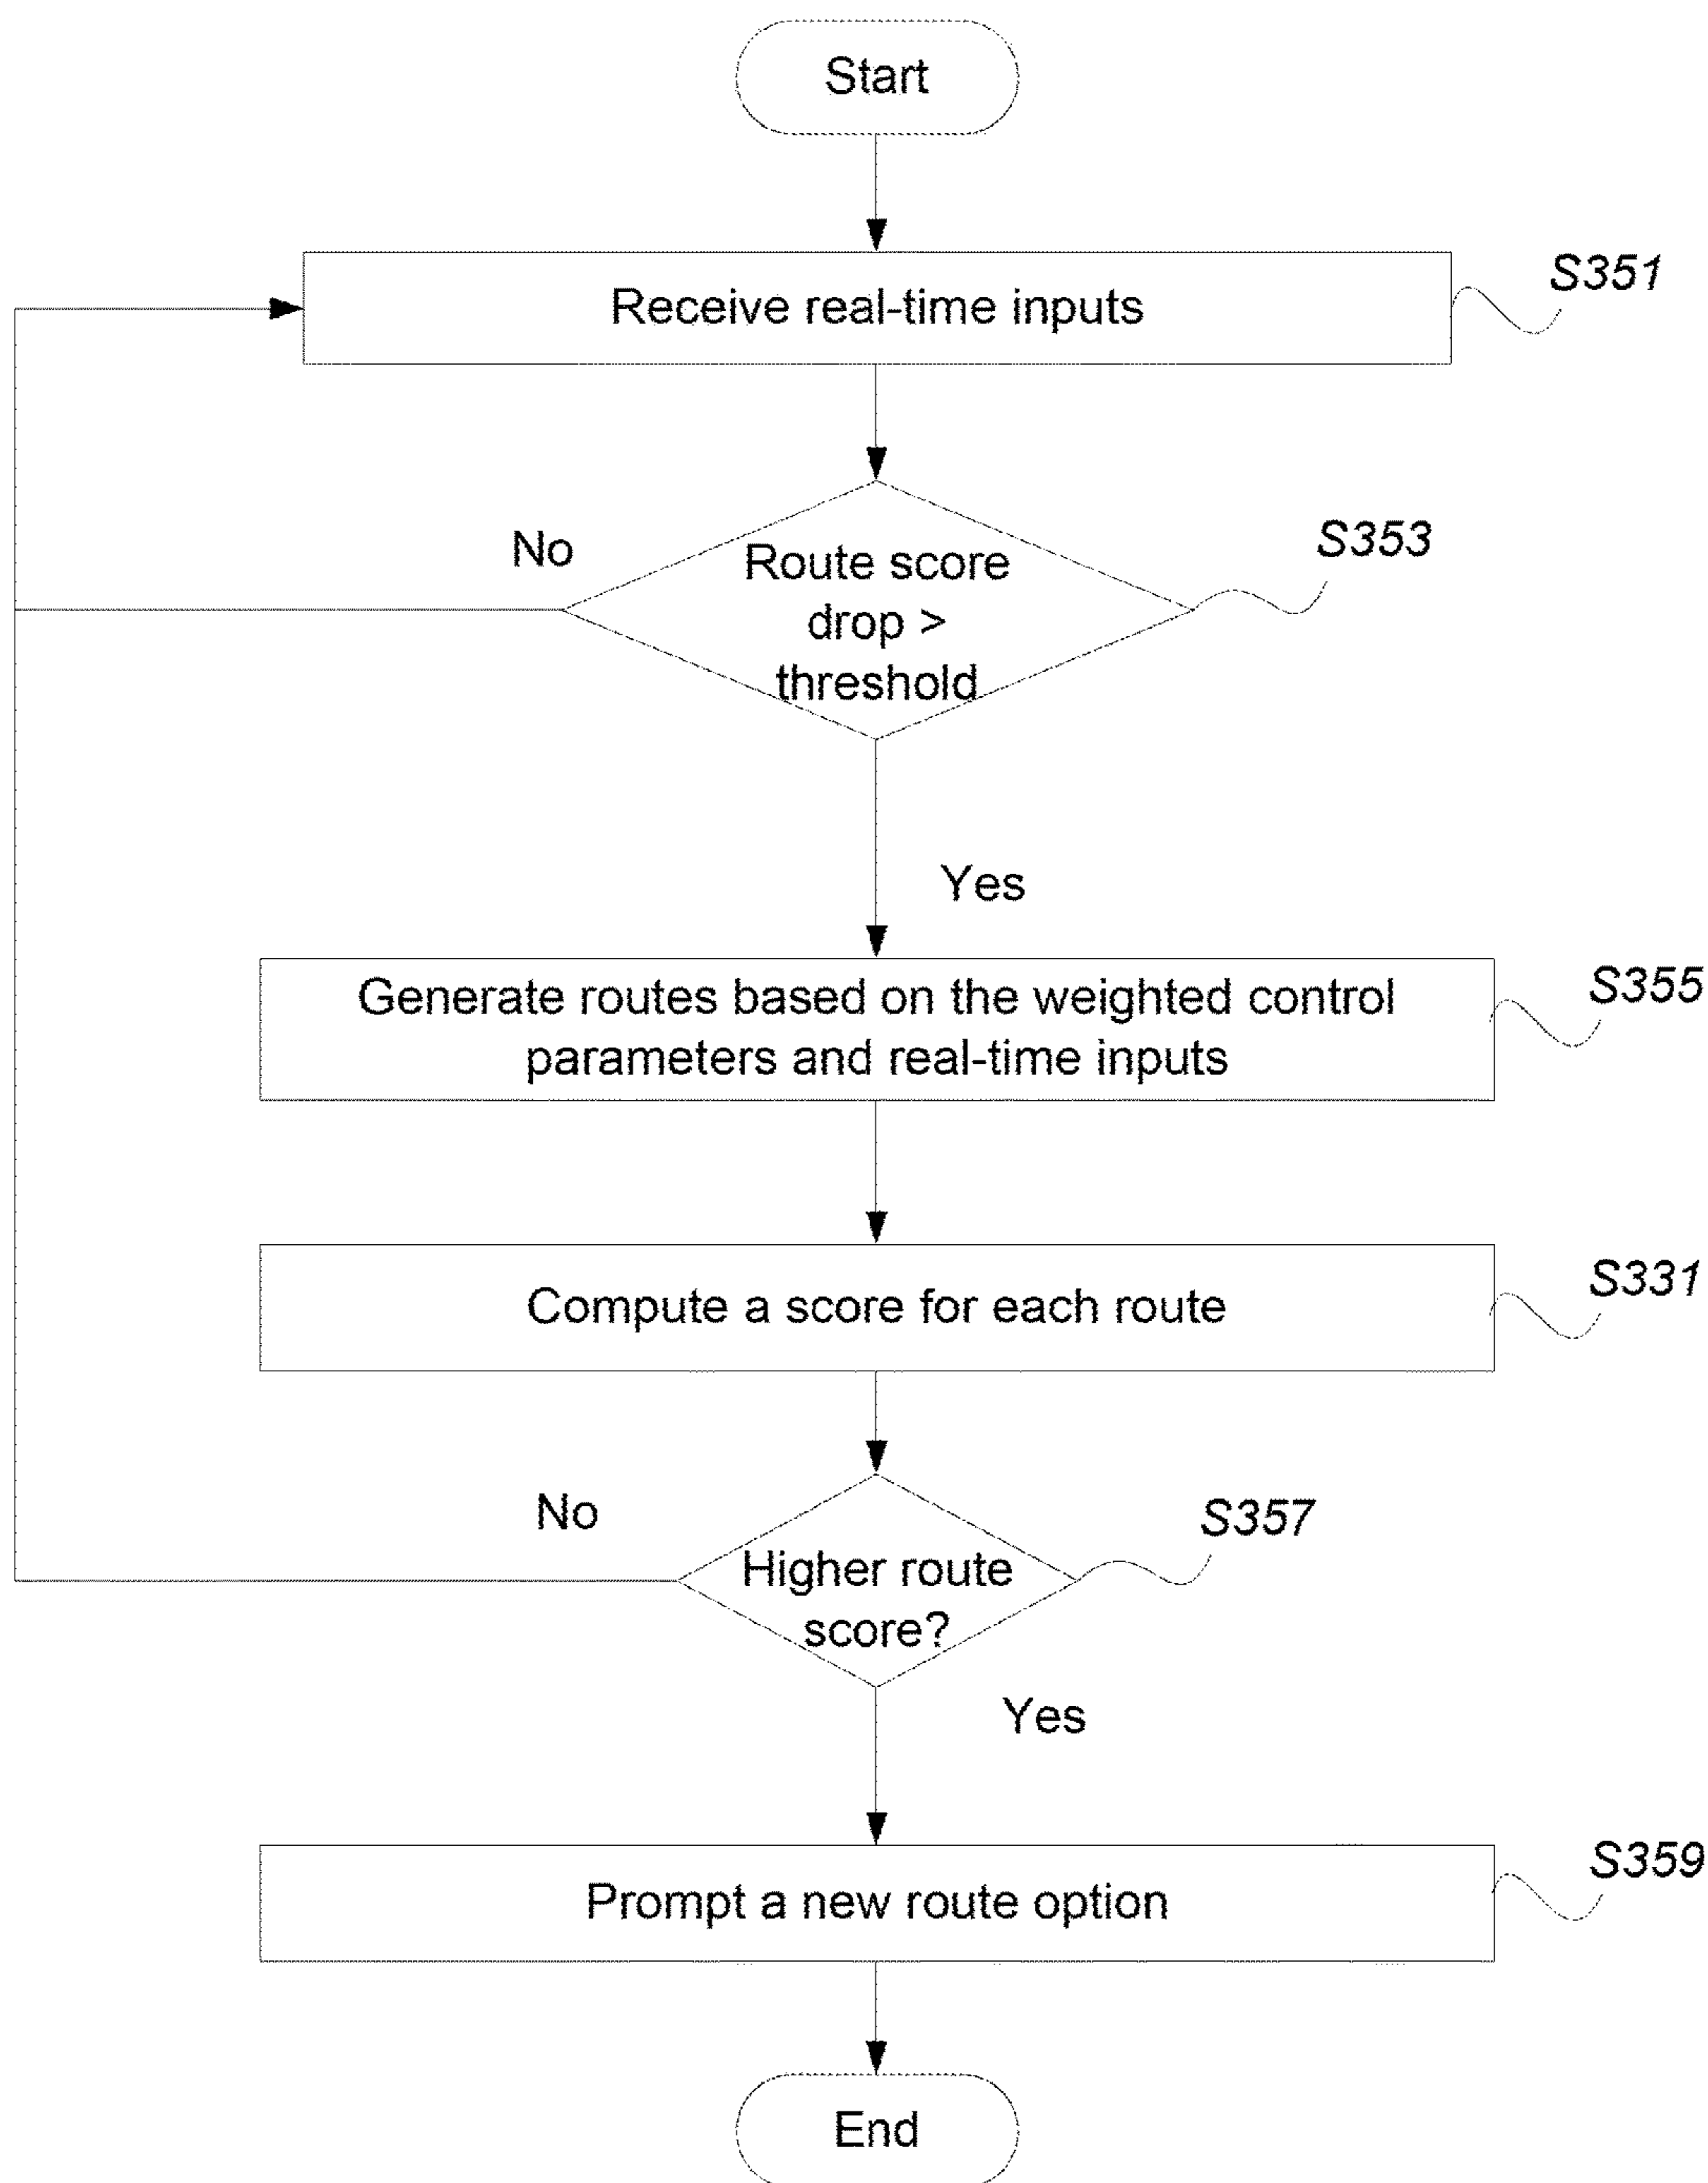 Start
Receive real-time inputs
S351
No
Route score
drop >
threshold
S353
Yes
Generate routes based on the weighted control
parameters and real-time inputs
S355
Compute a score for each route
S331
No
Higher route
score?
S357
Yes
Prompt a new route option
S359
End